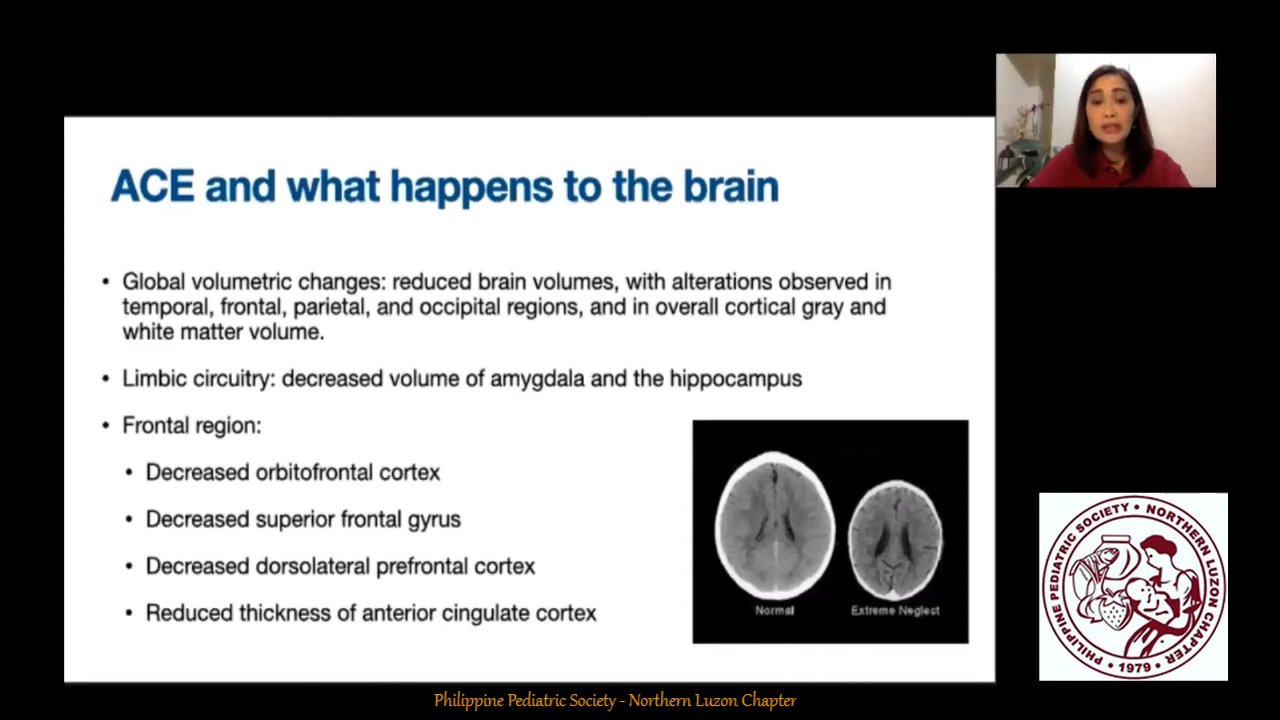 ACE and what happens to the brain
• Global volumetric changes: reduced brain volumes, with alterations observed in
temporal, frontal, parietal, and occipital regions, and in overall cortical gray and
white matter volume.
• Limbic circuitry: decreased volume of amygdala and the hippocampus
• Frontal region:
• Decreased orbitofrontal cortex
• Decreased superior frontal gyrus
• Decreased dorsolateral prefrontal cortex
• Reduced thickness of anterior cingulate cortex
Normal
Extreme Neglect
PHILIPPINE PEDIATRIC SOCIETY • NORTHERN LUZON CHAPTER
• 1979 •
Philippine Pediatric Society - Northern Luzon Chapter